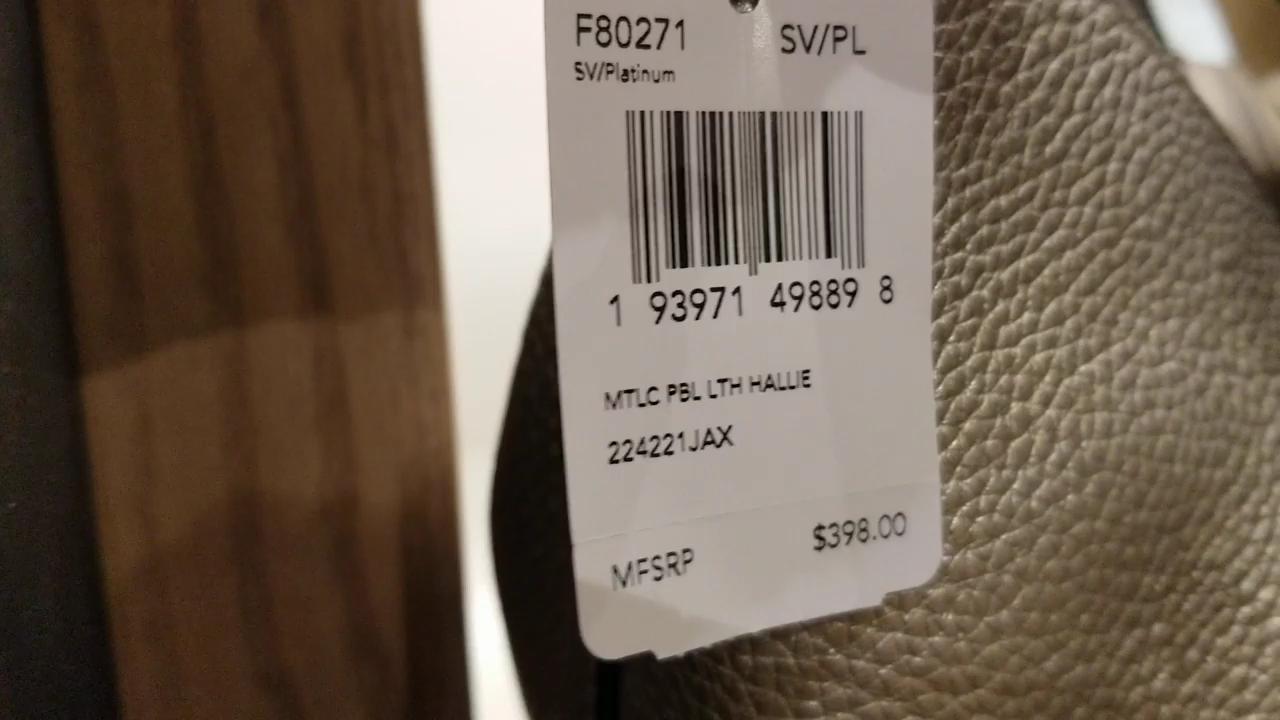 F80271 SV/PL
SV/Platinum
1 93971 49889 8
MTLC PBL LTH HALLIE
224221JAX
MFSRP $398.00